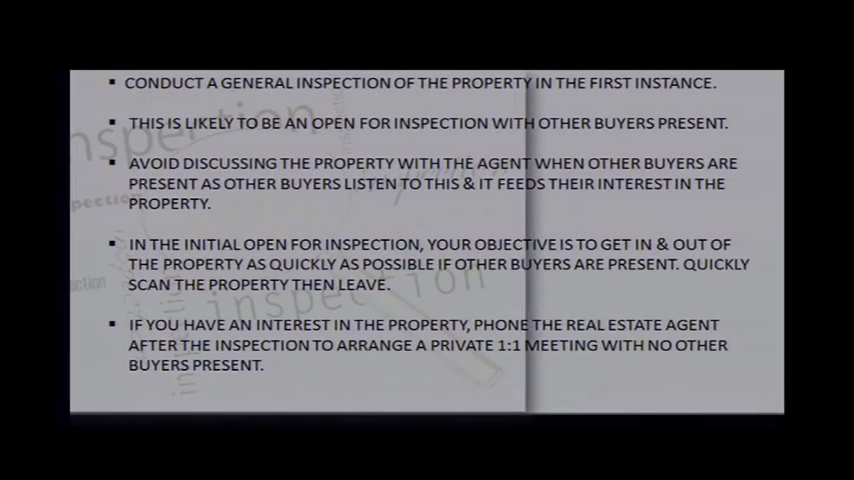 ▪ CONDUCT A GENERAL INSPECTION OF THE PROPERTY IN THE FIRST INSTANCE.
▪ THIS IS LIKELY TO BE AN OPEN FOR INSPECTION WITH OTHER BUYERS PRESENT.
▪ AVOID DISCUSSING THE PROPERTY WITH THE AGENT WHEN OTHER BUYERS ARE
PRESENT AS OTHER BUYERS LISTEN TO THIS & IT FEEDS THEIR INTEREST IN THE
PROPERTY.
▪ IN THE INITIAL OPEN FOR INSPECTION, YOUR OBJECTIVE IS TO GET IN & OUT OF
THE PROPERTY AS QUICKLY AS POSSIBLE IF OTHER BUYERS ARE PRESENT. QUICKLY
SCAN THE PROPERTY THEN LEAVE.
▪ IF YOU HAVE AN INTEREST IN THE PROPERTY, PHONE THE REAL ESTATE AGENT
AFTER THE INSPECTION TO ARRANGE A PRIVATE 1:1 MEETING WITH NO OTHER
BUYERS PRESENT.
nspection
inspection
pection
ction
inspection